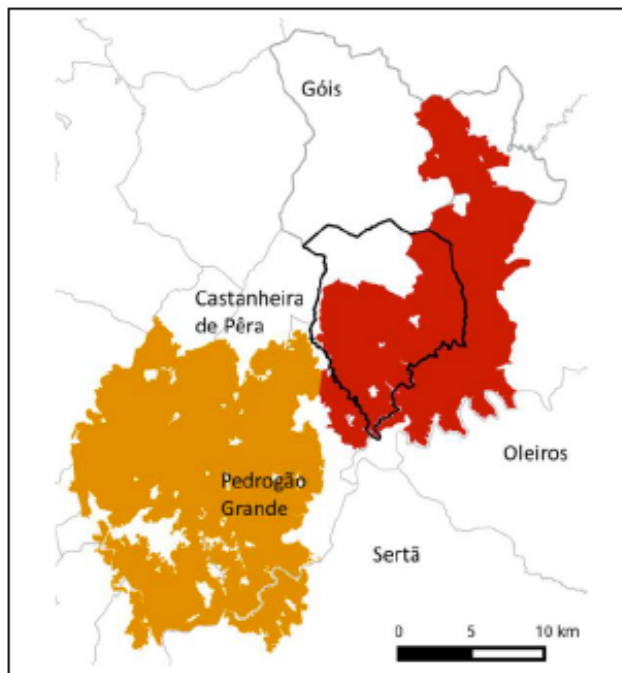 Góis
Castanheira
de Pêra
Pedrogão
Grande
Oleiros
Sertã
0 5 10 km